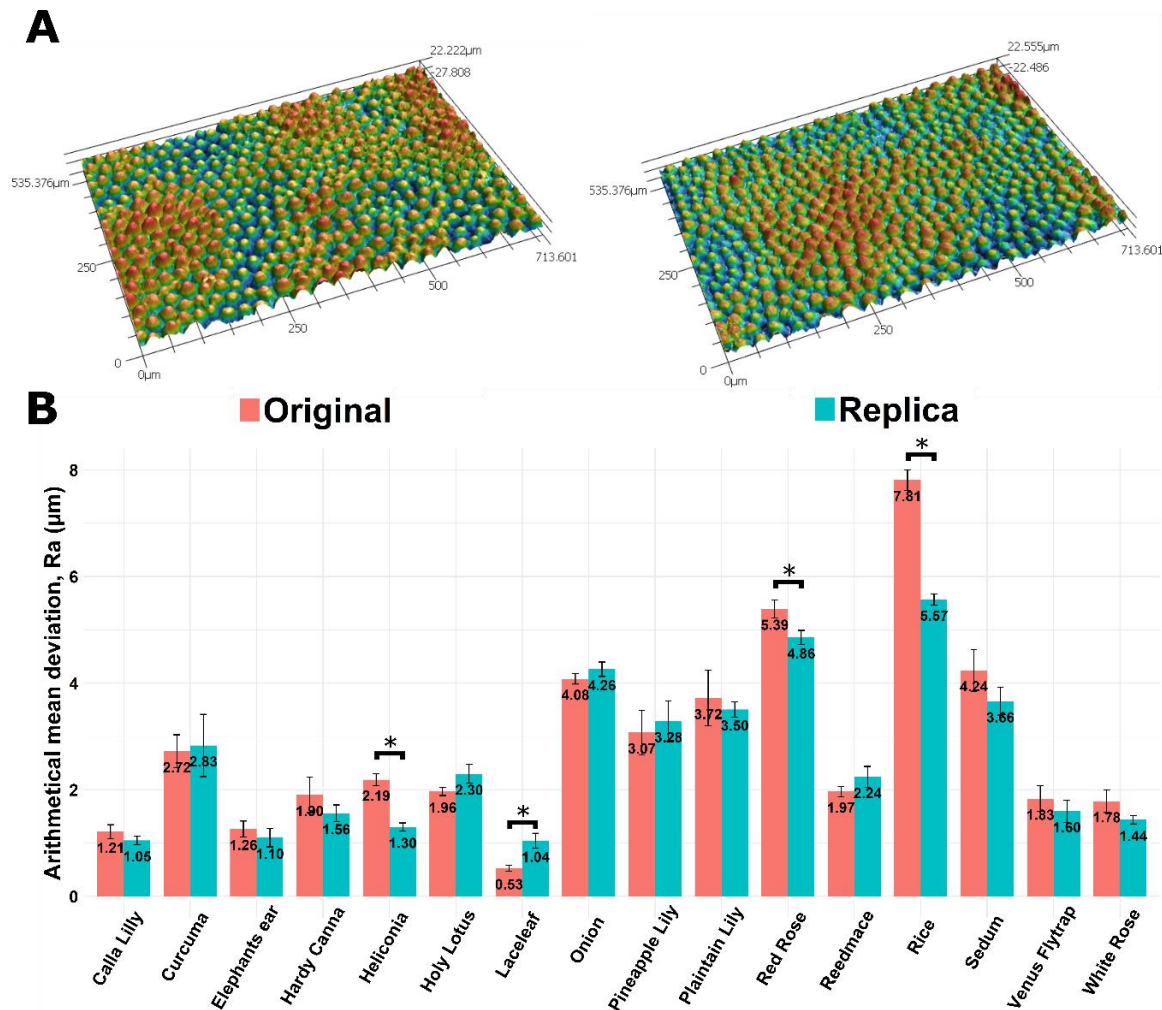 A
22.222µm
-27.808
535.376µm
250
0
0µm
250
500
713.601
22.555µm
-22.486
535.376µm
250
0
0µm
250
500
713.601
B
Original
Replica
Arithmetical mean deviation, Ra (µm)
8
6
4
2
0
1.21
1.05
2.72
2.83
1.26
1.10
1.90
1.56
*
2.19
1.30
1.96
2.30
*
0.53
1.04
4.08
4.26
3.07
3.28
3.72
3.50
*
5.39
4.86
1.97
2.24
*
7.81
5.57
4.24
3.66
1.83
1.60
1.78
1.44
Calla Lilly
Curcuma
Elephants ear
Hardy Canna
Heliconia
Holy Lotus
Laceleaf
Onion
Pineapple Lily
Plaintain Lily
Red Rose
Reedmace
Rice
Sedum
Venus Flytrap
White Rose